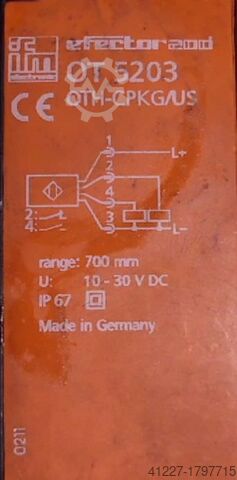 ifm
electronic
efector200
OT 5203
CE OTH-CPKG/US
1
L+
2
4
2:
4:
3
L-
range: 700 mm
U: 10 - 30 V DC
IP 67
Made in Germany
0211
41227-1797715